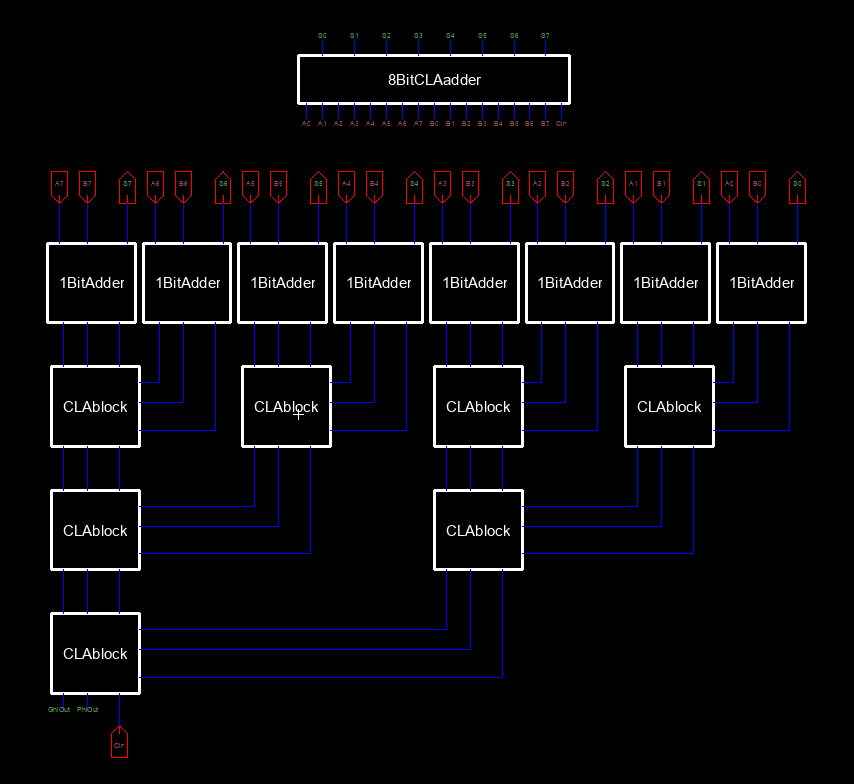 S0 S1 S2 S3 S4 S5 S6 S7
8BitCLAadder
A0 A1 A2 A3 A4 A5 A6 A7 B0 B1 B2 B3 B4 B5 B6 B7 Cin
A7 B7 S7 A6 B6 S6 A5 B5 S5 A4 B4 S4 A3 B3 S3 A2 B2 S2 A1 B1 S1 A0 B0 S0
1BitAdder 1BitAdder 1BitAdder 1BitAdder 1BitAdder 1BitAdder 1BitAdder 1BitAdder
CLAblock CLAblock CLAblock CLAblock
CLAblock CLAblock
CLAblock
GhiOut PhiOut
Cin